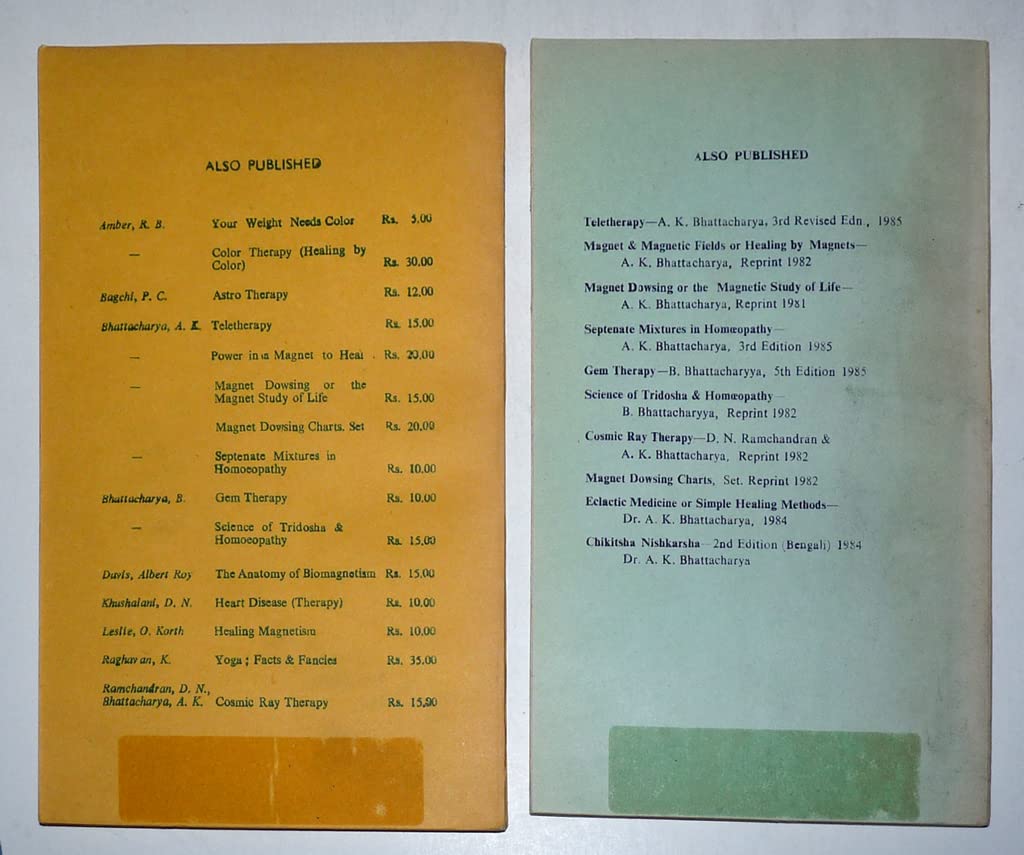 ALSO PUBLISHED
Amber, R. B. Your Weight Needs Color Rs. 5.00
— Color Therapy (Healing by
Color) Rs. 30.00
Bagchi, P. C. Astro Therapy Rs. 12.00
Bhattacharya, A. K. Teletherapy Rs. 15.00
— Power in a Magnet to Heal . Rs. 20.00
— Magnet Dowsing or the
Magnet Study of Life Rs. 15.00
Magnet Dowsing Charts. Set Rs. 20.00
— Septenate Mixtures in
Homoeopathy Rs. 10.00
Bhattacharya, B. Gem Therapy Rs. 10.00
— Science of Tridosha &
Homoeopathy Rs. 15.00
Davis, Albert Roy The Anatomy of Biomagnetism Rs. 15.00
Khushalani, D. N. Heart Disease (Therapy) Rs. 10.00
Leslie, O. Korth Healing Magnetism Rs. 10.00
Raghavan, K. Yoga ; Facts & Fancies Rs. 35.00
Ramchandran, D. N.,
Bhattacharya, A. K. Cosmic Ray Therapy Rs. 15.00
ALSO PUBLISHED
Teletherapy—A. K. Bhattacharya, 3rd Revised Edn., 1985
Magnet & Magnetic Fields or Healing by Magnets—
A. K. Bhattacharya, Reprint 1982
Magnet Dowsing or the Magnetic Study of Life—
A. K. Bhattacharya, Reprint 1981
Septenate Mixtures in Homœopathy—
A. K. Bhattacharya, 3rd Edition 1985
Gem Therapy—B. Bhattacharyya, 5th Edition 1985
Science of Tridosha & Homœopathy—
B. Bhattacharyya, Reprint 1982
Cosmic Ray Therapy—D. N. Ramchandran &
A. K. Bhattacharya, Reprint 1982
Magnet Dowsing Charts, Set. Reprint 1982
Eclactic Medicine or Simple Healing Methods—
Dr. A. K. Bhattacharya, 1984
Chikitsha Nishkarsha—2nd Edition (Bengali) 1984
Dr. A. K. Bhattacharya